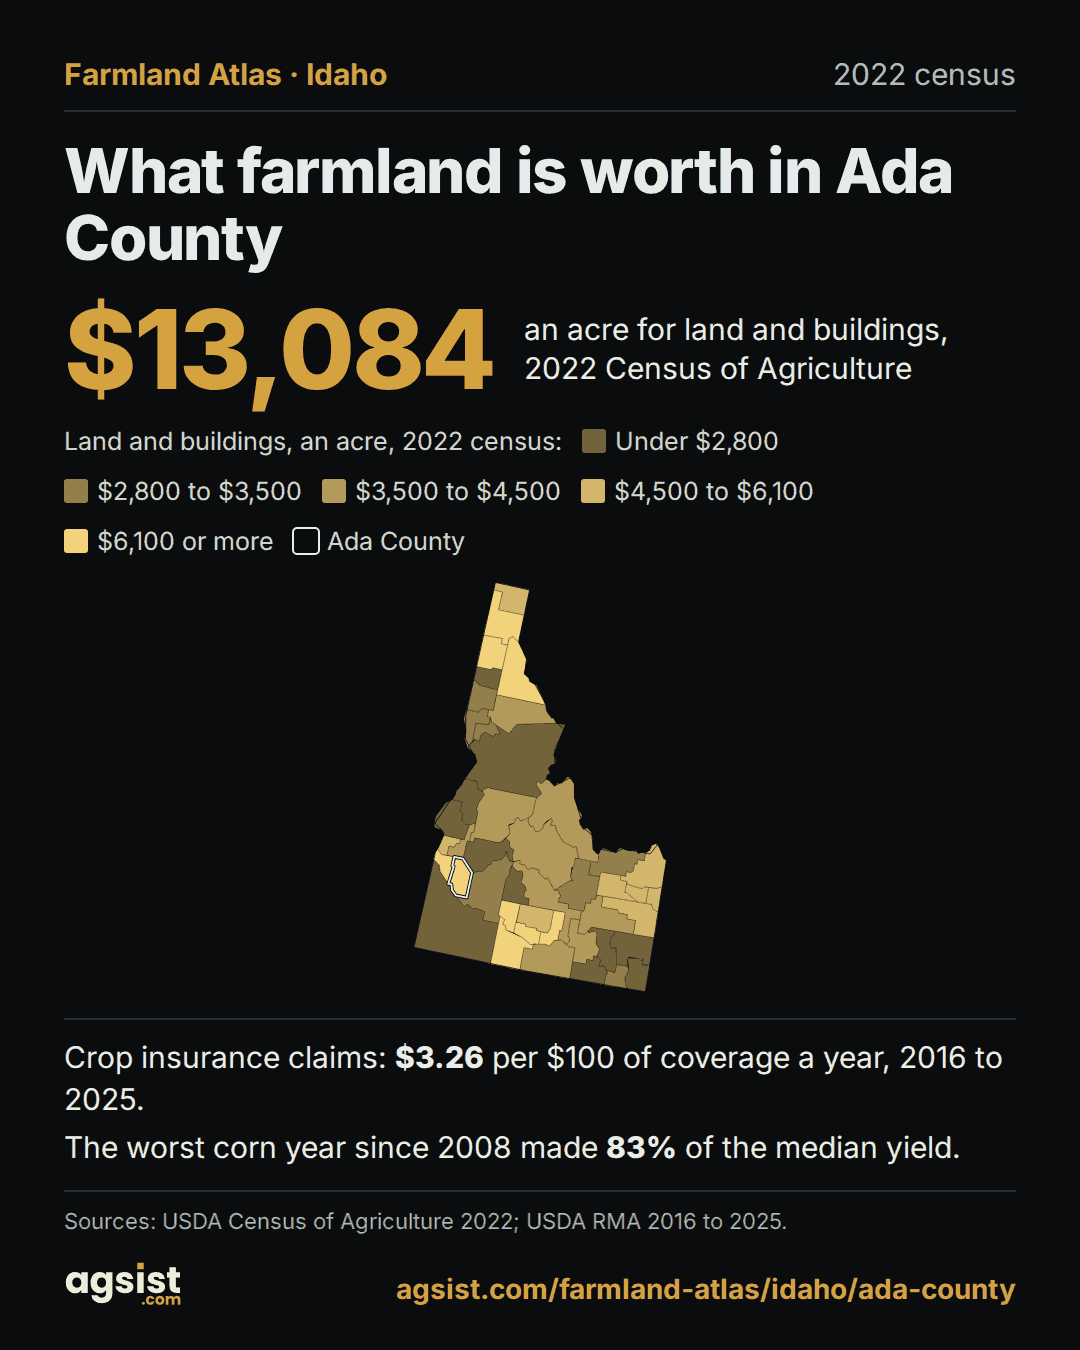 Farmland Atlas · Idaho
2022 census
What farmland is worth in Ada
County
$13,084
an acre for land and buildings,
2022 Census of Agriculture
Land and buildings, an acre, 2022 census:
Under $2,800
$2,800 to $3,500
$3,500 to $4,500
$4,500 to $6,100
$6,100 or more
Ada County
Crop insurance claims: $3.26 per $100 of coverage a year, 2016 to
2025.
The worst corn year since 2008 made 83% of the median yield.
Sources: USDA Census of Agriculture 2022; USDA RMA 2016 to 2025.
agsist
.com
agsist.com/farmland-atlas/idaho/ada-county